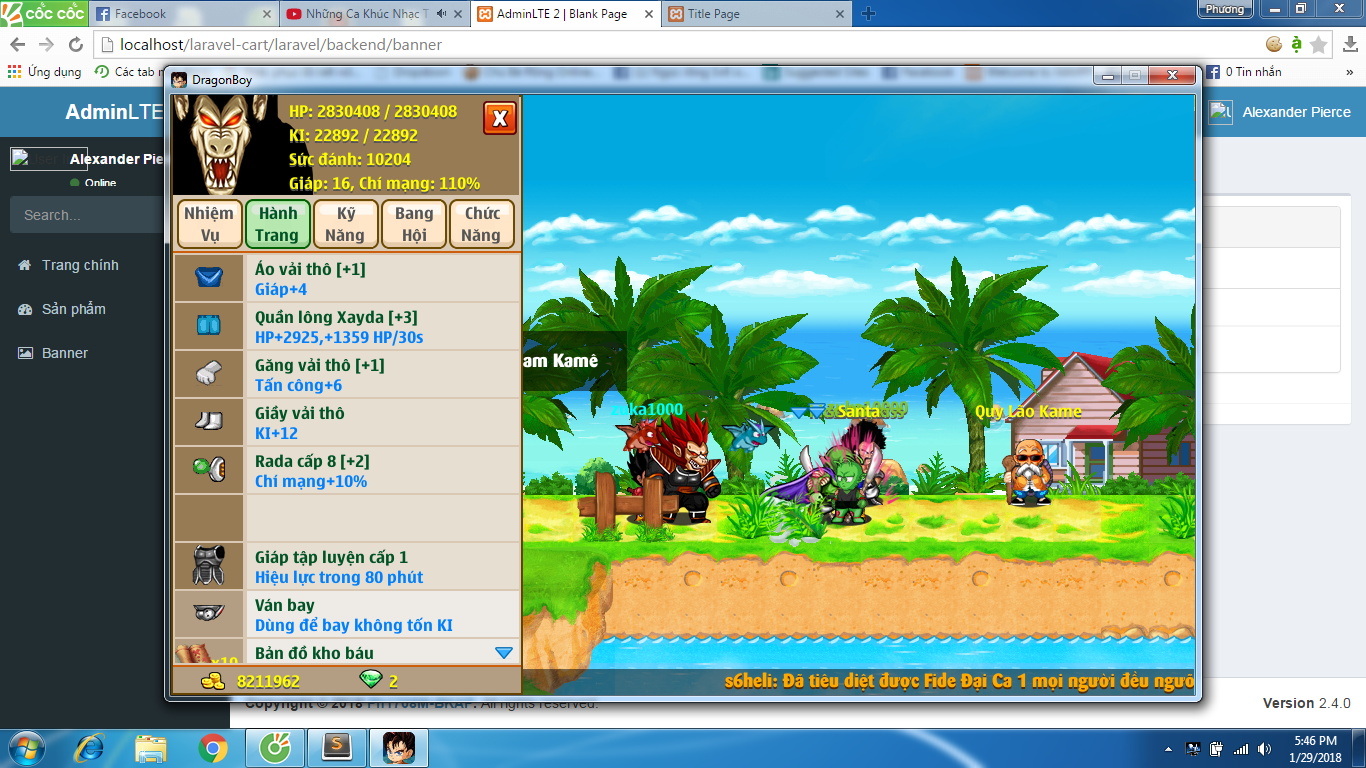 cốc cốc
Facebook
Những Ca Khúc Nhạc T
AdminLTE 2 | Blank Page
Title Page
Phương
localhost/laravel-cart/laravel/backend/banner
Ứng dụng
Các tab
0 Tin nhắn
»
DragonBoy
AdminLTE
Alexander Pierce
Alexander Pie
Online
Search...
Trang chính
Sản phẩm
Banner
HP: 2830408 / 2830408
KI: 22892 / 22892
Sức đánh: 10204
Giáp: 16, Chí mạng: 110%
X
Nhiệm Vụ
Hành Trang
Kỹ Năng
Bang Hội
Chức Năng
Áo vải thô [+1]
Giáp+4
Quần lông Xayda [+3]
HP+2925,+1359 HP/30s
Găng vải thô [+1]
Tấn công+6
Giầy vải thô
KI+12
Rada cấp 8 [+2]
Chí mạng+10%
Giáp tập luyện cấp 1
Hiệu lực trong 80 phút
Ván bay
Dùng để bay không tốn KI
Bản đồ kho báu
8211962
2
am Kamê
Santa
Quy Lão Kame
s6heli: Đã tiêu diệt được Fide Đại Ca 1 mọi người đều ngưỡ
Copyright © 2018
All rights reserved.
Version 2.4.0
5:46 PM
1/29/2018